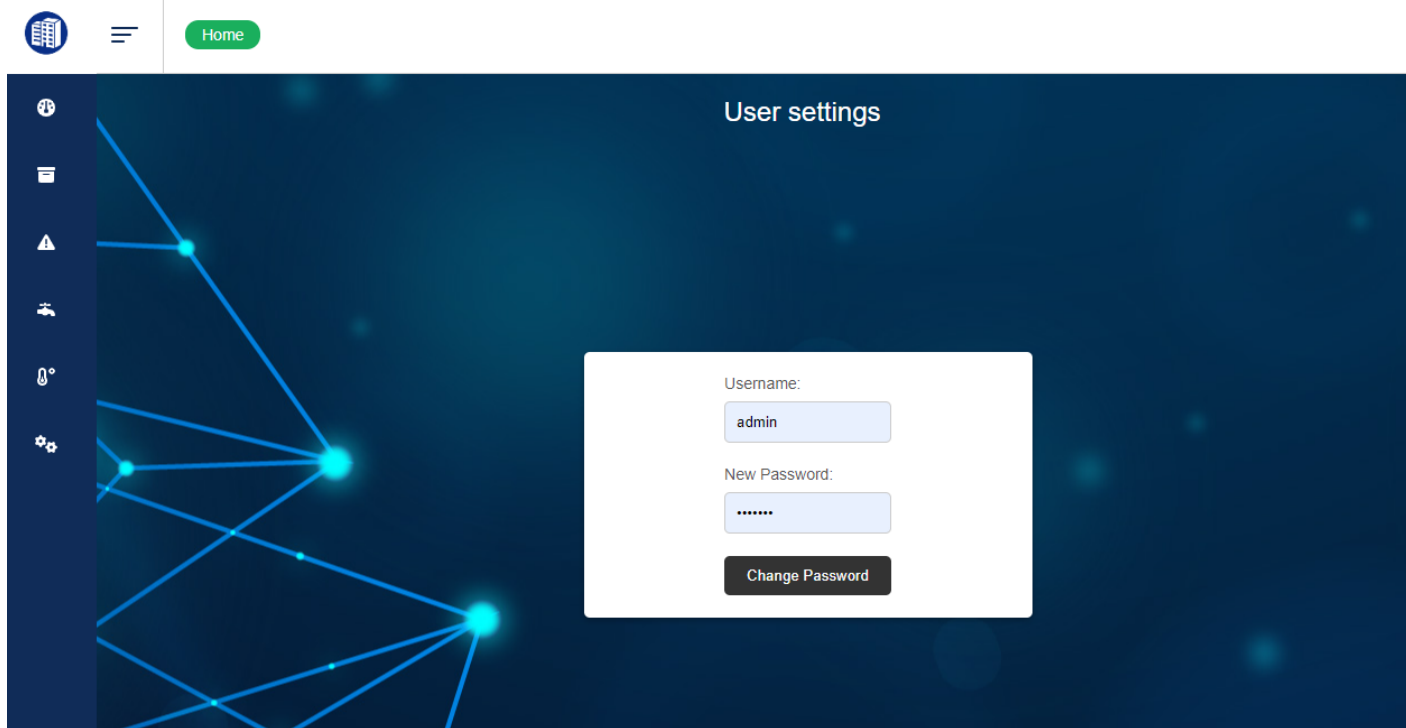 Home
User settings
Username:
admin
New Password:
•••••••
Change Password